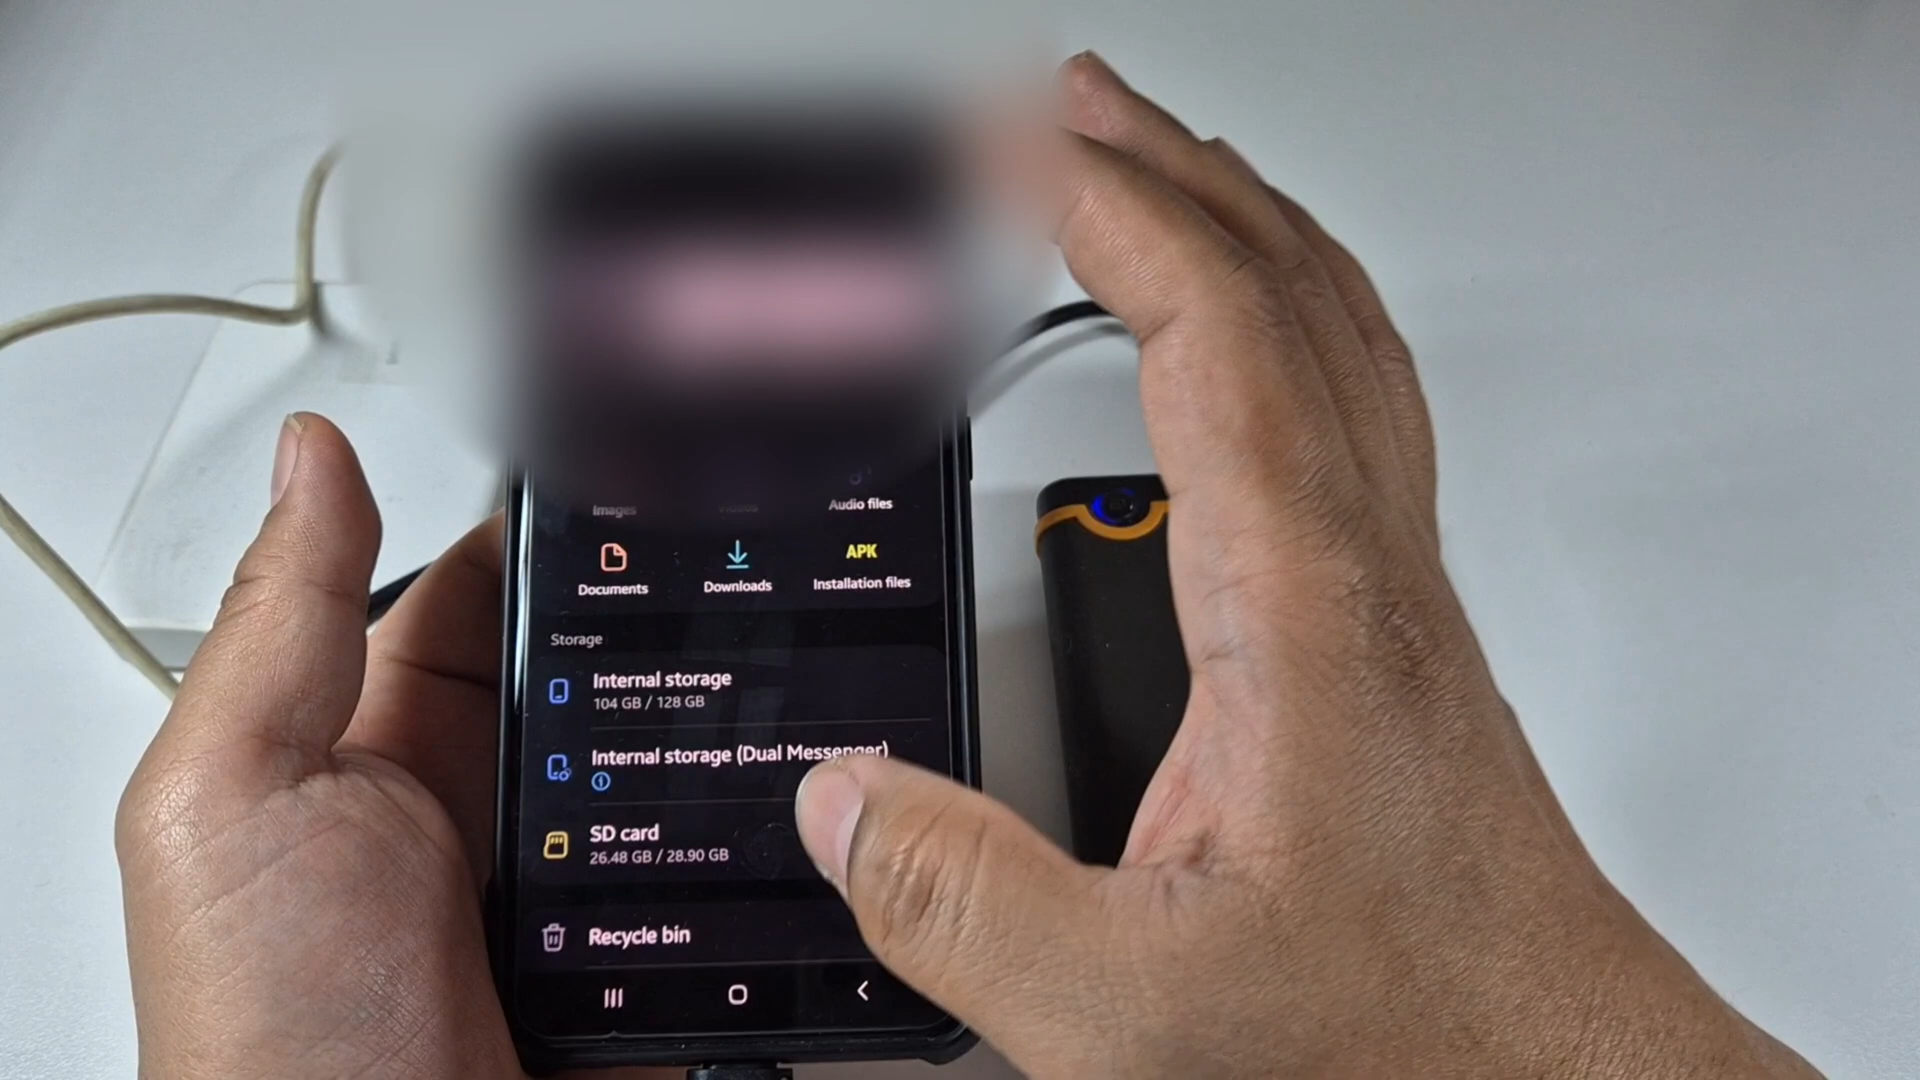 Images
Videos
Audio files
Documents
Downloads
APK
Installation files
Storage
Internal storage
104 GB / 128 GB
Internal storage (Dual Messenger)
SD card
26.48 GB / 28.90 GB
Recycle bin